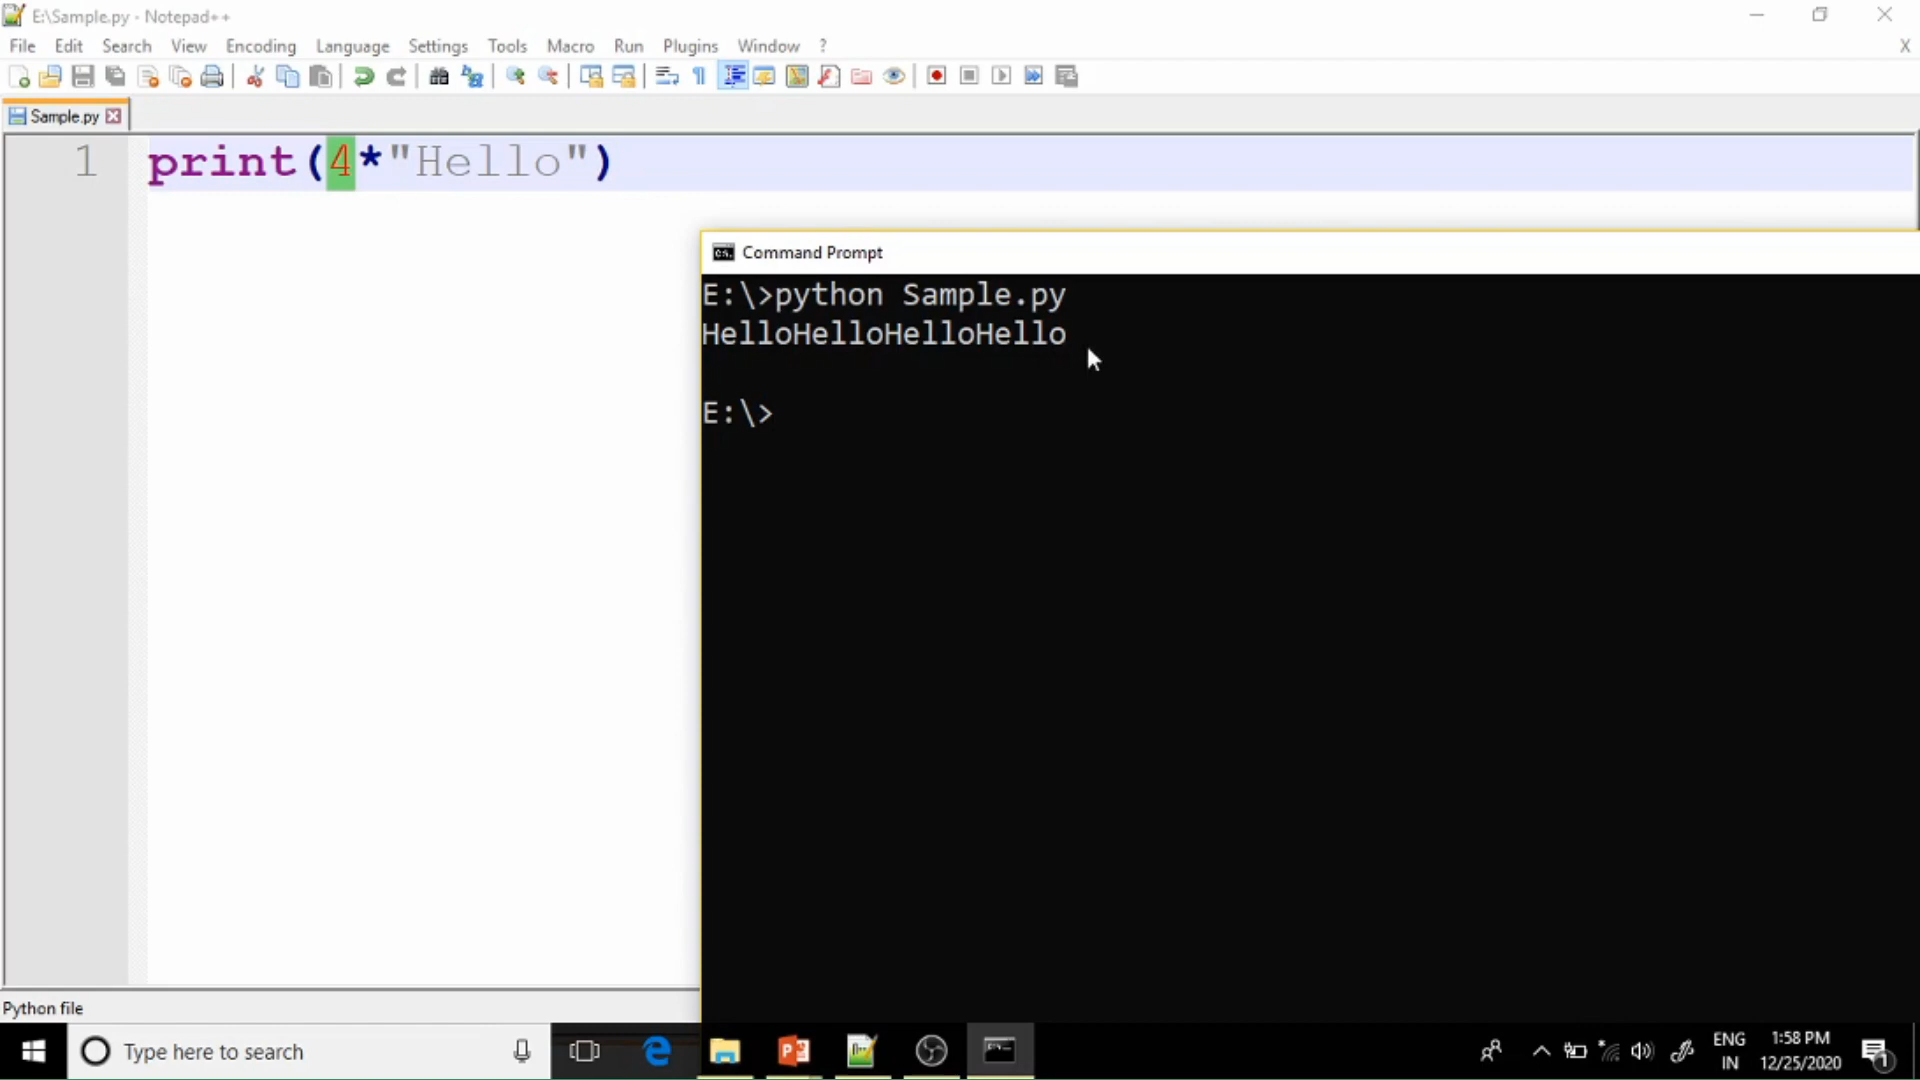 E:\Sample.py - Notepad++
File Edit Search View Encoding Language Settings Tools Macro Run Plugins Window ? X
Sample.py
1 print(4*"Hello")
Command Prompt
E:\>python Sample.py
HelloHelloHelloHello
E:\>
Python file
Type here to search
ENG
IN
1:58 PM
12/25/2020
1